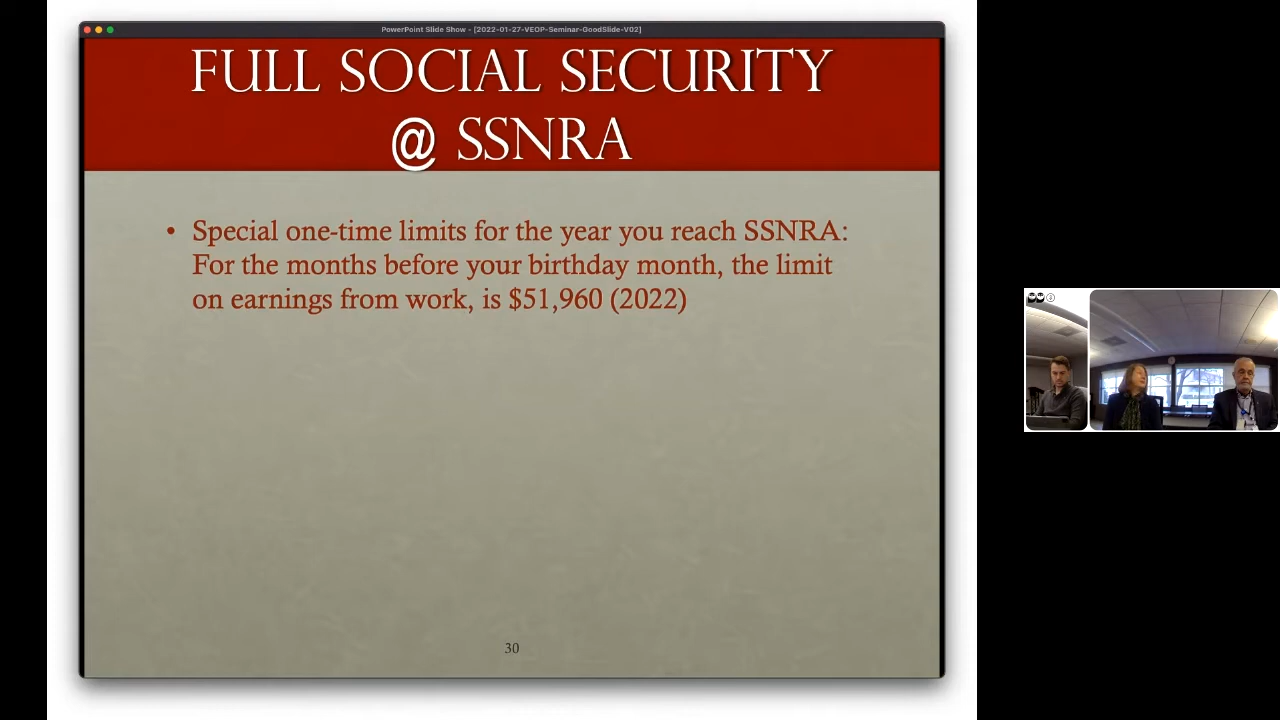 PowerPoint Slide Show - [2022-01-27-VEOP-Seminar-GoodSlide-V02]
FULL SOCIAL SECURITY
@ SSNRA
• Special one-time limits for the year you reach SSNRA:
For the months before your birthday month, the limit
on earnings from work, is $51,960 (2022)
30